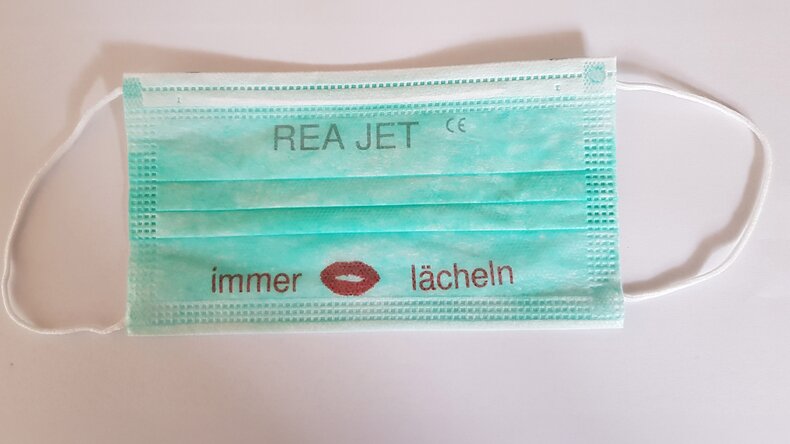 REA JET CE
immer lächeln